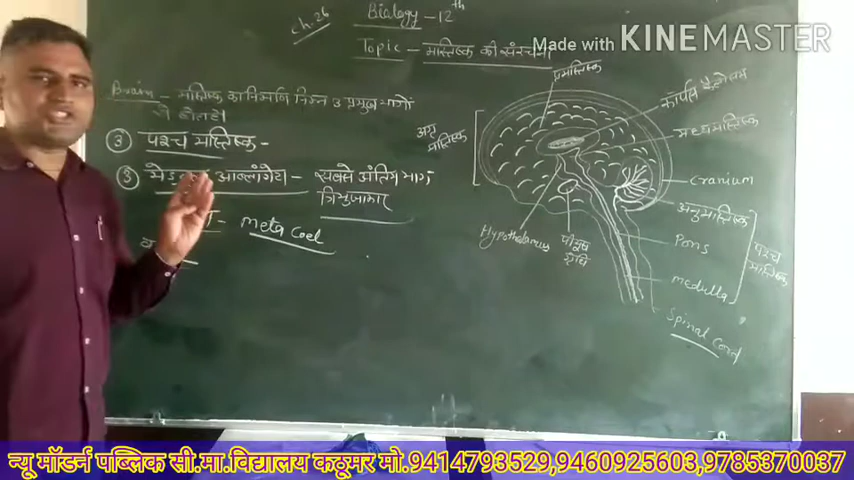 Made with KINEMASTER
Ch. 26
Biology - 12th
Topic - मस्तिष्क की संरचना
Brain - मस्तिष्क का निर्माण निम्न 3 प्रमुख भागों
से होता है।
③ पश्च मस्तिष्क -
③ मेडुला आब्लांगेटा - सबसे अंतिम भाग,
त्रिभुजाकार
- Meta Coel
प्रमस्तिष्क
अग्र
मस्तिष्क
कॉर्पस कैलोसम
मध्यमस्तिष्क
Cranium
अनुमस्तिष्क
Pons
Medulla
Spinal Cord
पश्च
मस्तिष्क
Hypothalamus
पीयूष
ग्रंथि
न्यू मॉडर्न पब्लिक सी.मा.विद्यालय कठूमर मो.9414793529,9460925603,9785370037